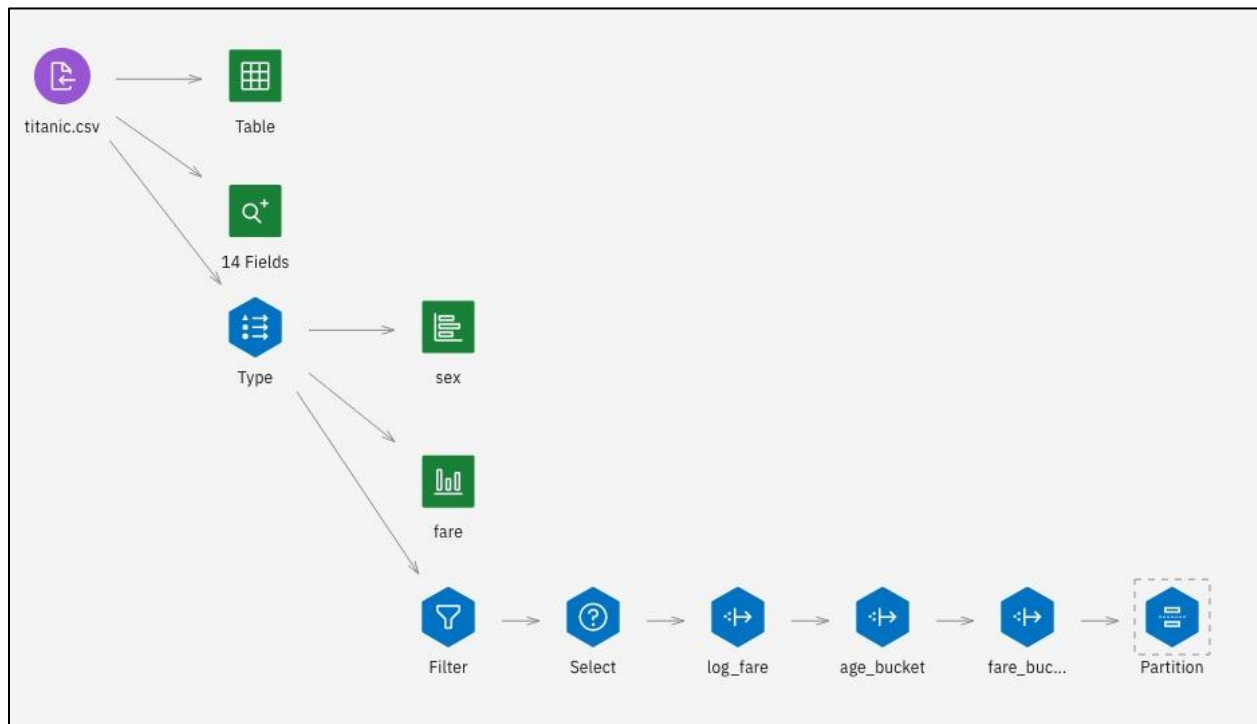 titanic.csv
Table
14 Fields
Type
sex
fare
Filter
Select
log_fare
age_bucket
fare_buc...
Partition